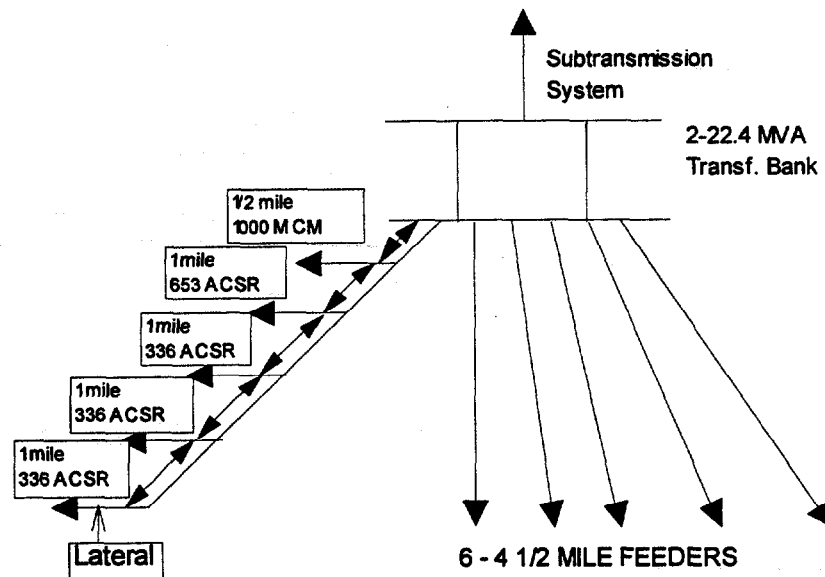 Subtransmission
System
2-22.4 MVA
Transf. Bank
1/2 mile
1000 MCM
1mile
653 ACSR
1mile
336 ACSR
1mile
336 ACSR
1mile
336 ACSR
Lateral
6 - 4 1/2 MILE FEEDERS